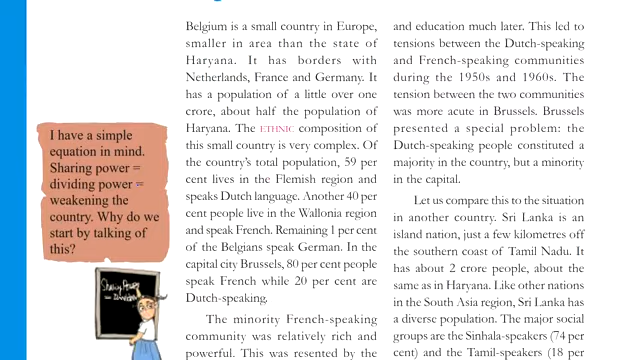 I have a simple
equation in mind.
Sharing power =
dividing power =
weakening the
country. Why do we
start by talking of
this?
Belgium is a small country in Europe,
smaller in area than the state of
Haryana. It has borders with
Netherlands, France and Germany. It
has a population of a little over one
crore, about half the population of
Haryana. The ETHNIC composition of
this small country is very complex. Of
the country's total population, 59 per
cent lives in the Flemish region and
speaks Dutch language. Another 40 per
cent people live in the Wallonia region
and speak French. Remaining 1 per cent
of the Belgians speak German. In the
capital city Brussels, 80 per cent people
speak French while 20 per cent are
Dutch-speaking.
The minority French-speaking
community was relatively rich and
powerful. This was resented by the
and education much later. This led to
tensions between the Dutch-speaking
and French-speaking communities
during the 1950s and 1960s. The
tension between the two communities
was more acute in Brussels. Brussels
presented a special problem: the
Dutch-speaking people constituted a
majority in the country, but a minority
in the capital.
Let us compare this to the situation
in another country. Sri Lanka is an
island nation, just a few kilometres off
the southern coast of Tamil Nadu. It
has about 2 crore people, about the
same as in Haryana. Like other nations
in the South Asia region, Sri Lanka has
a diverse population. The major social
groups are the Sinhala-speakers (74 per
cent) and the Tamil-speakers (18 per